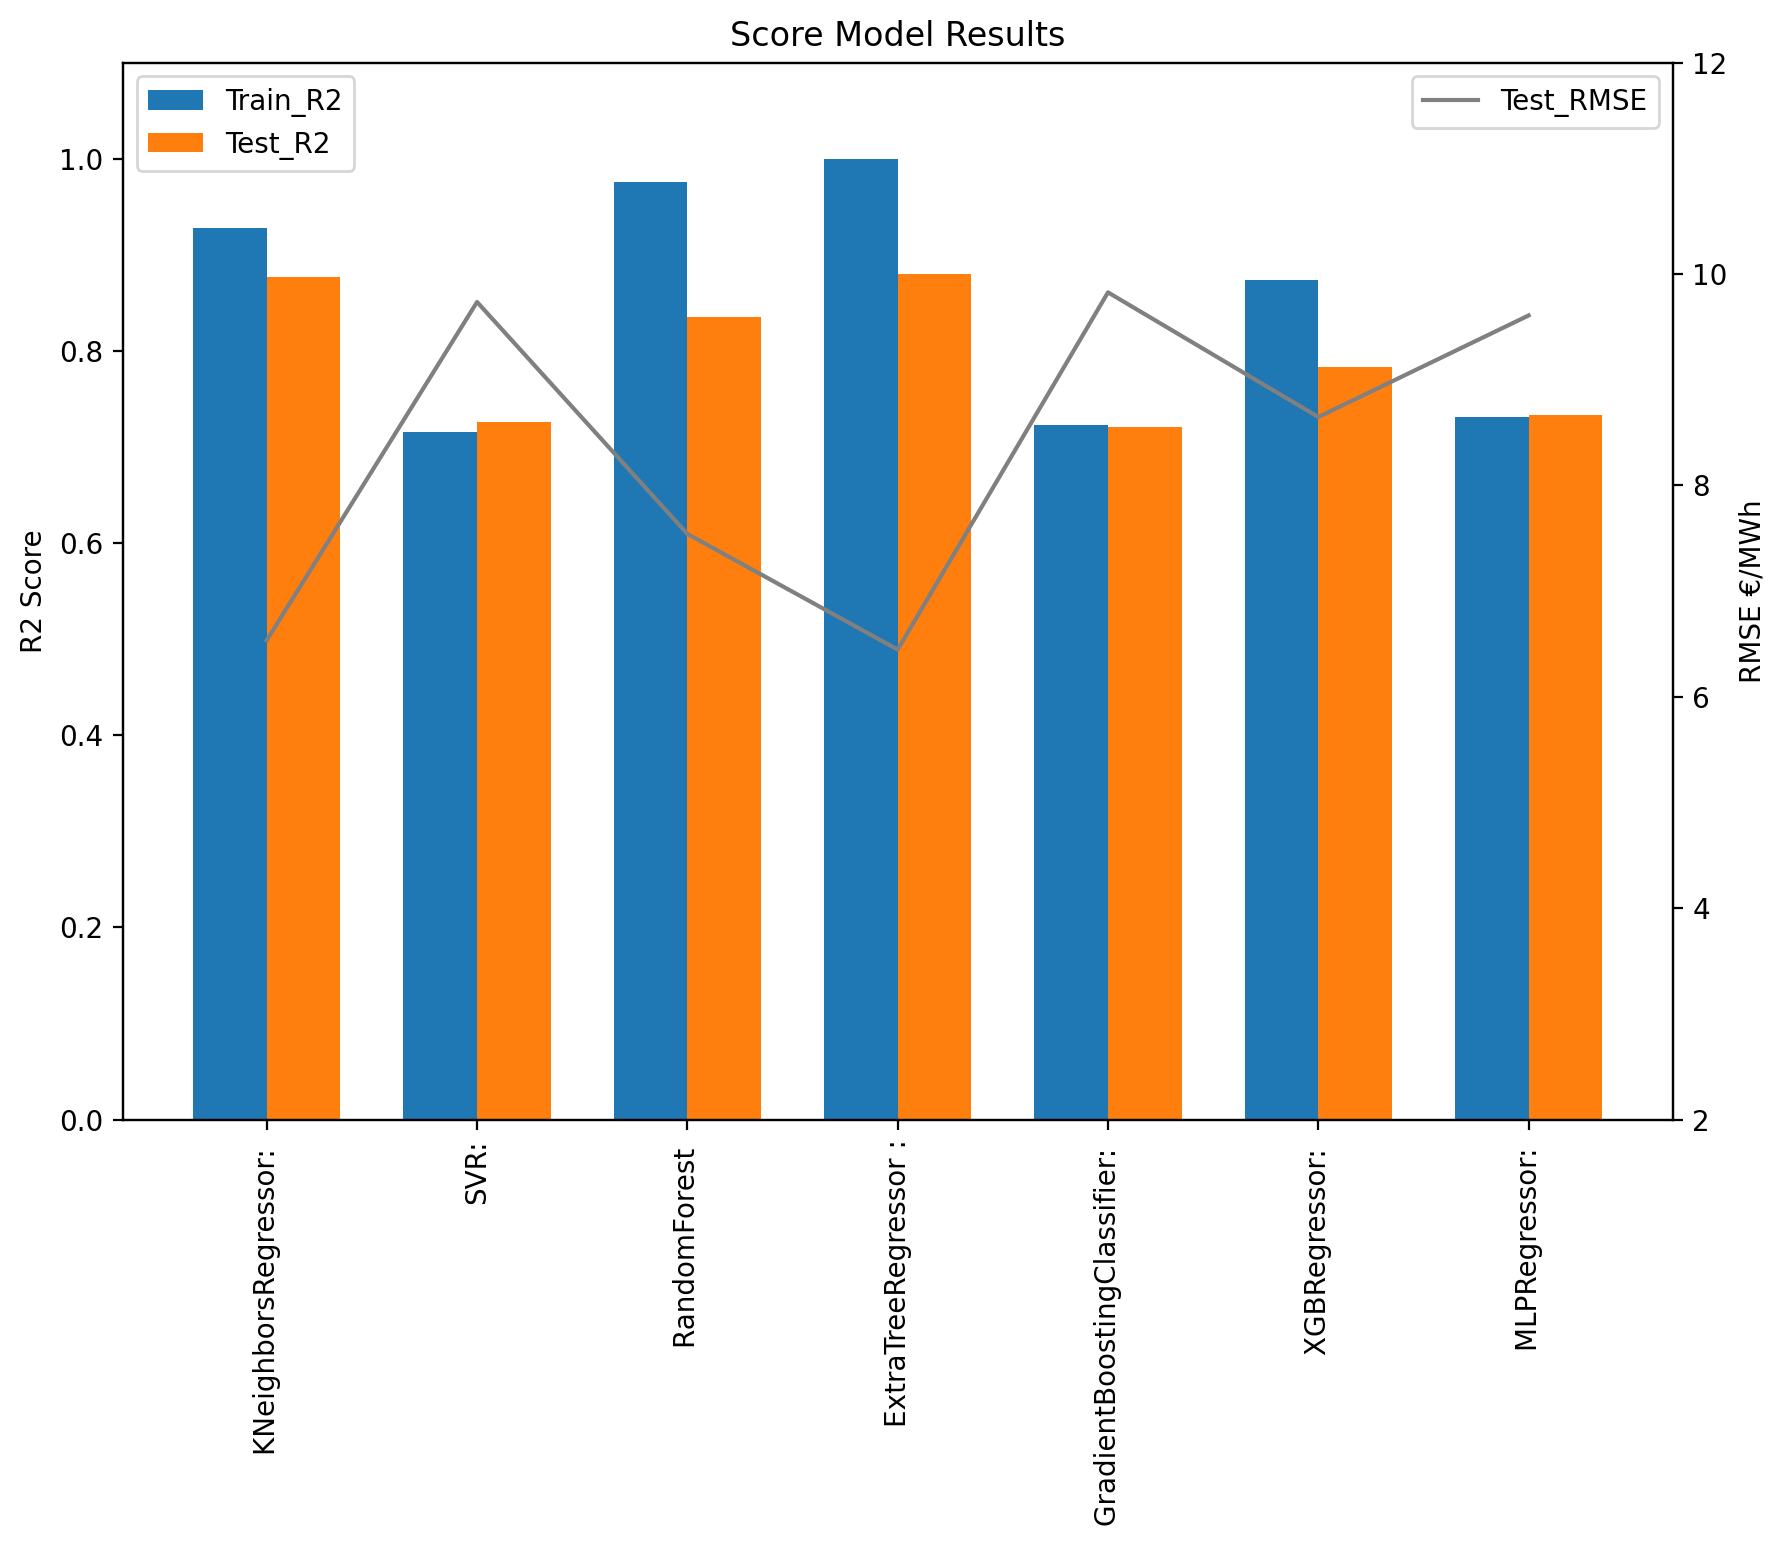 Score Model Results
Train_R2
Test_R2
Test_RMSE
R2 Score
1.0
0.8
0.6
0.4
0.2
0.0
12
10
8
6
4
2
RMSE €/MWh
KNeighborsRegressor:
SVR:
RandomForest
ExtraTreeRegressor :
GradientBoostingClassifier:
XGBRegressor:
MLPRegressor: